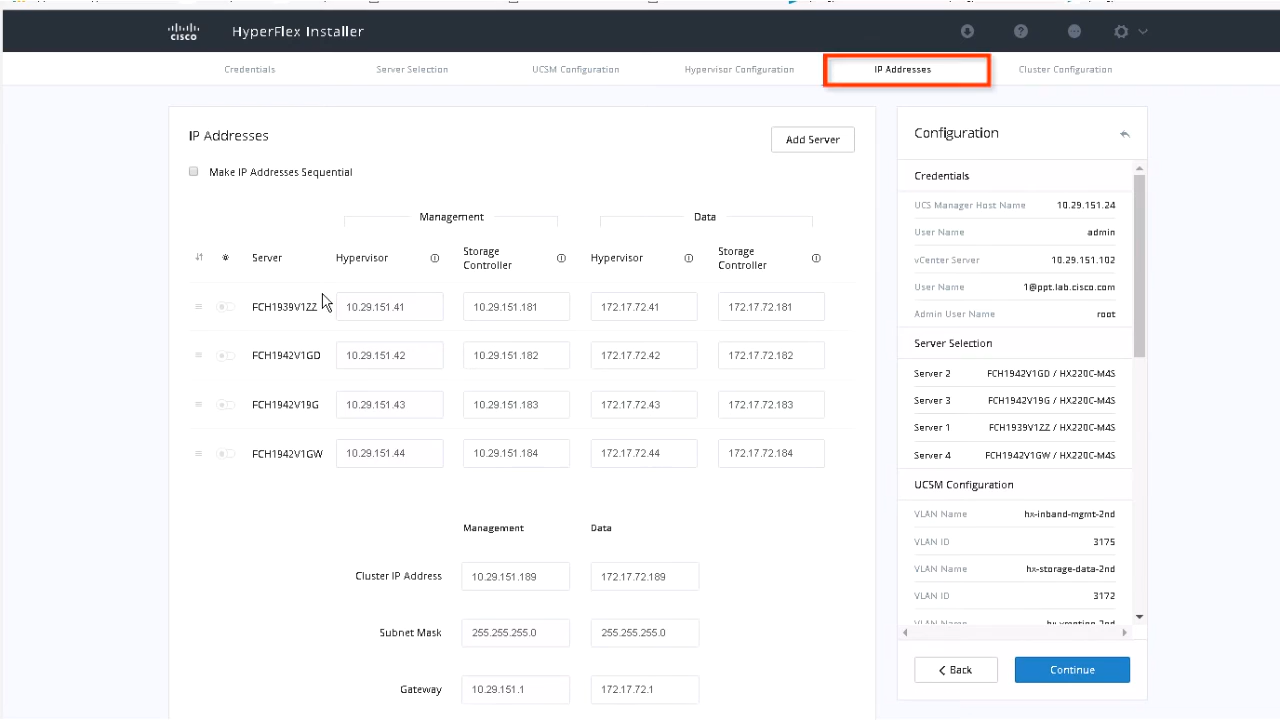 CISCO HyperFlex Installer
Credentials Server Selection UCSM Configuration Hypervisor Configuration IP Addresses Cluster Configuration
IP Addresses
Add Server
Make IP Addresses Sequential
Management Data
Server Hypervisor Storage Controller Hypervisor Storage Controller
FCH1939V1ZZ 10.29.151.41 10.29.151.181 172.17.72.41 172.17.72.181
FCH1942V1GD 10.29.151.42 10.29.151.182 172.17.72.42 172.17.72.182
FCH1942V19G 10.29.151.43 10.29.151.183 172.17.72.43 172.17.72.183
FCH1942V1GW 10.29.151.44 10.29.151.184 172.17.72.44 172.17.72.184
Management Data
Cluster IP Address 10.29.151.189 172.17.72.189
Subnet Mask 255.255.255.0 255.255.255.0
Gateway 10.29.151.1 172.17.72.1
Configuration
Credentials
UCS Manager Host Name 10.29.151.24
User Name admin
vCenter Server 10.29.151.102
User Name 1@ppt.lab.cisco.com
Admin User Name root
Server Selection
Server 2 FCH1942V1GD / HX220C-M4S
Server 3 FCH1942V19G / HX220C-M4S
Server 1 FCH1939V1ZZ / HX220C-M4S
Server 4 FCH1942V1GW / HX220C-M4S
UCSM Configuration
VLAN Name hx-inband-mgmt-2nd
VLAN ID 3175
VLAN Name hx-storage-data-2nd
VLAN ID 3172
VLAN Name
Back Continue